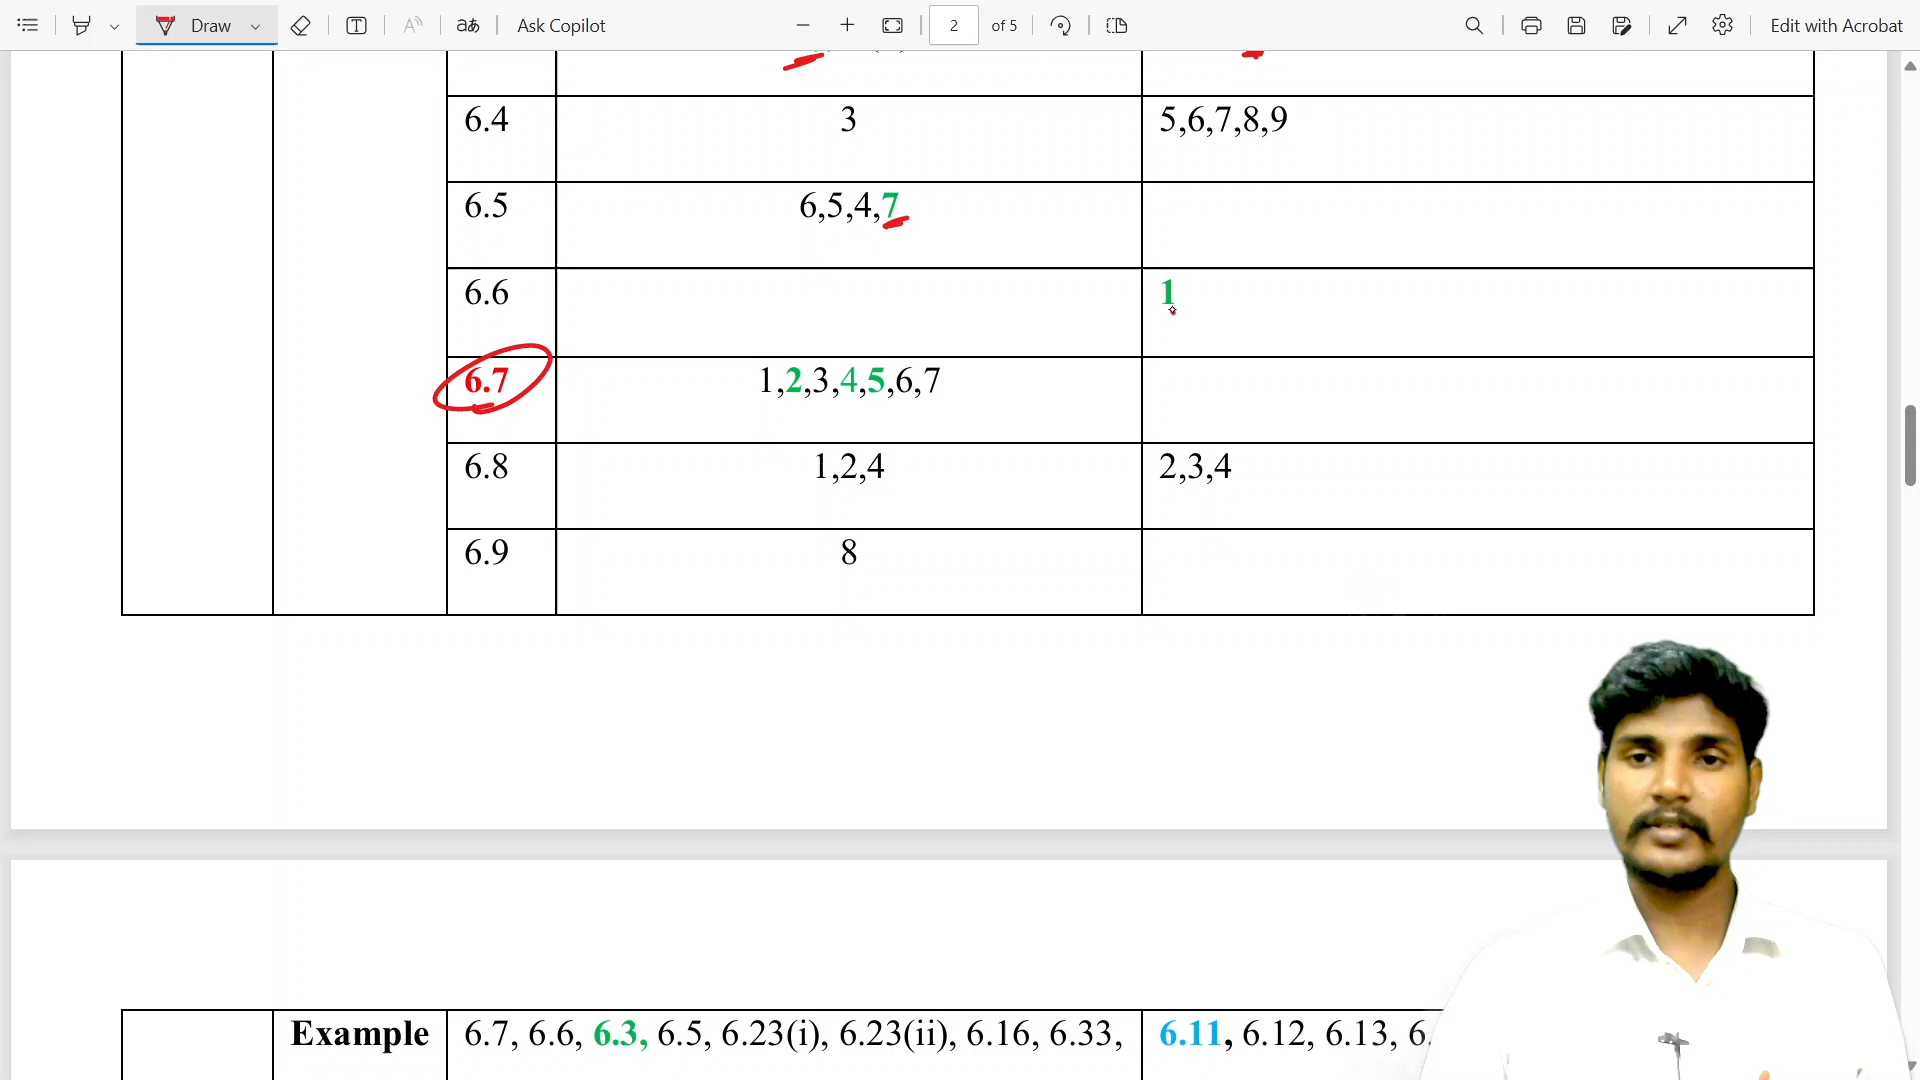 Draw aあ Ask Copilot 2 of 5 Edit with Acrobat
6.4 3 5,6,7,8,9
6.5 6,5,4,7
6.6 1
6.7 1,2,3,4,5,6,7
6.8 1,2,4 2,3,4
6.9 8
Example 6.7, 6.6, 6.3, 6.5, 6.23(i), 6.23(ii), 6.16, 6.33, 6.11, 6.12, 6.13,